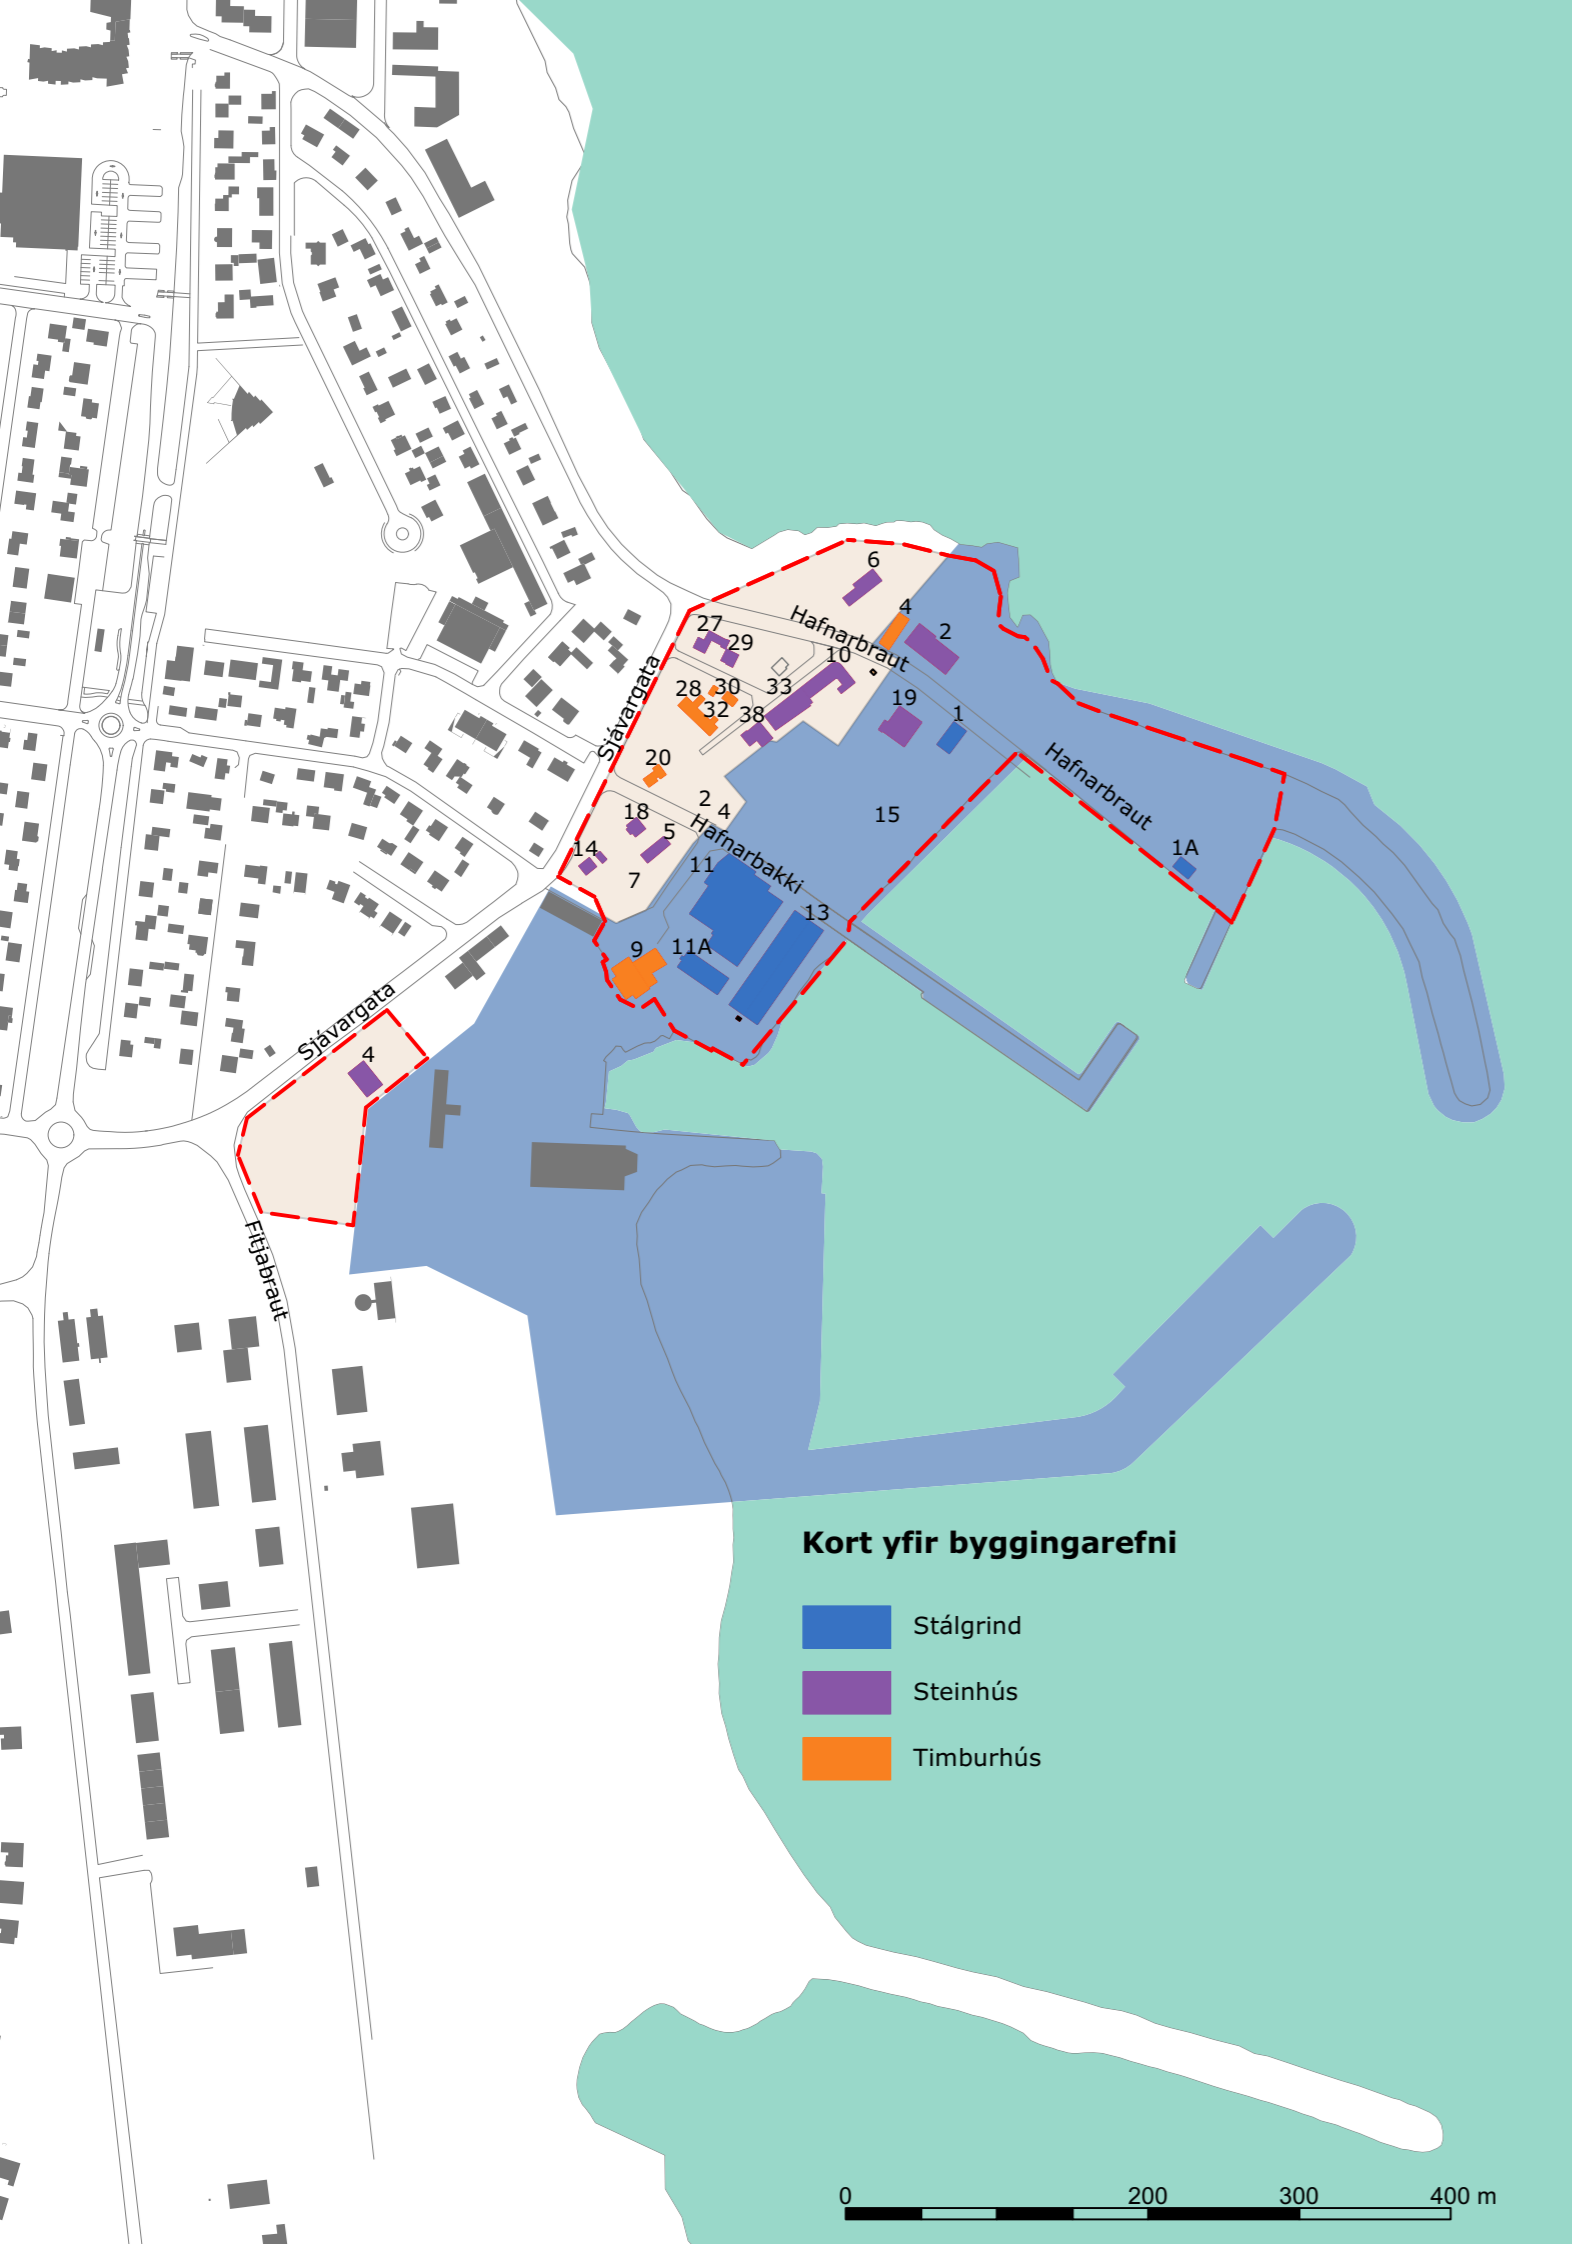 6
4
2
27
29
Hafnarbraut
10
Sjávargata
28
30
33
32
38
19
1
Hafnarbraut
20
2
4
15
18
5
Hafnarbakki
14
7
11
1A
13
9
11A
Sjávargata
4
Fitjabraut
Kort yfir byggingarefni
Stálgrind
Steinhús
Timburhús
0 200 300 400 m